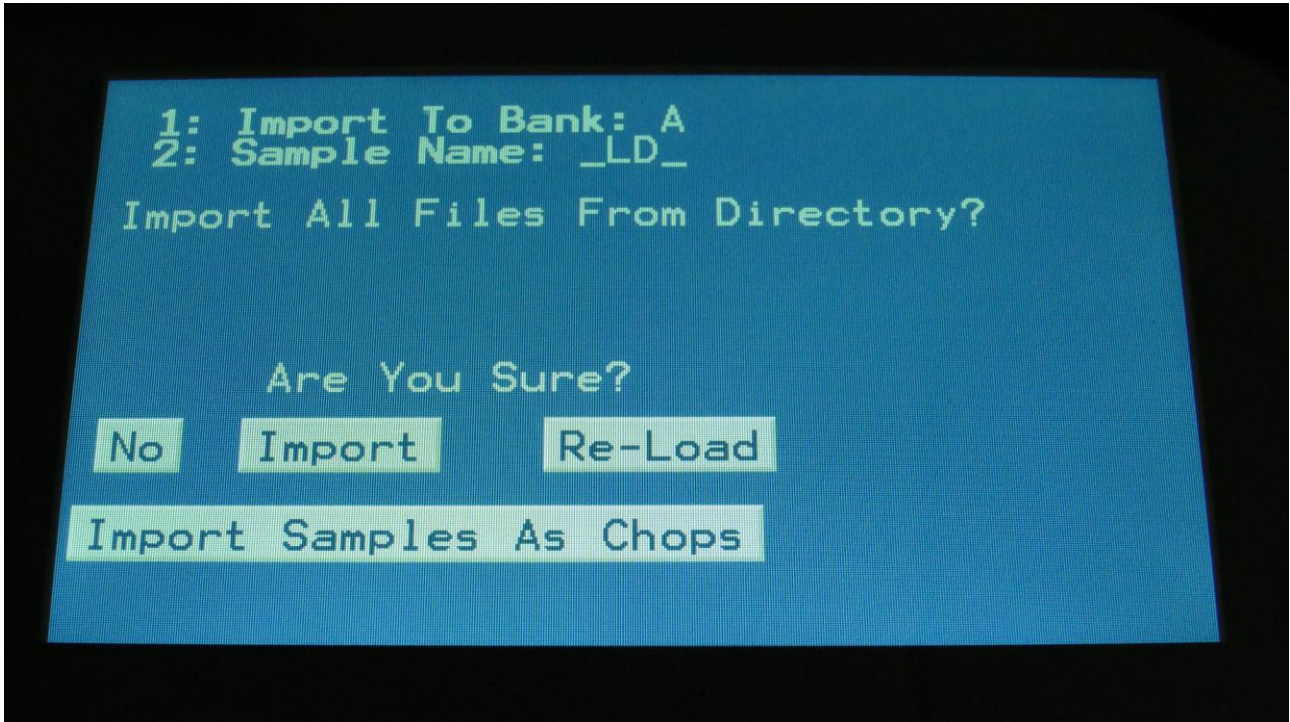 1: Import To Bank: A
2: Sample Name: _LD_
Import All Files From Directory?
Are You Sure?
No Import Re-Load
Import Samples As Chops